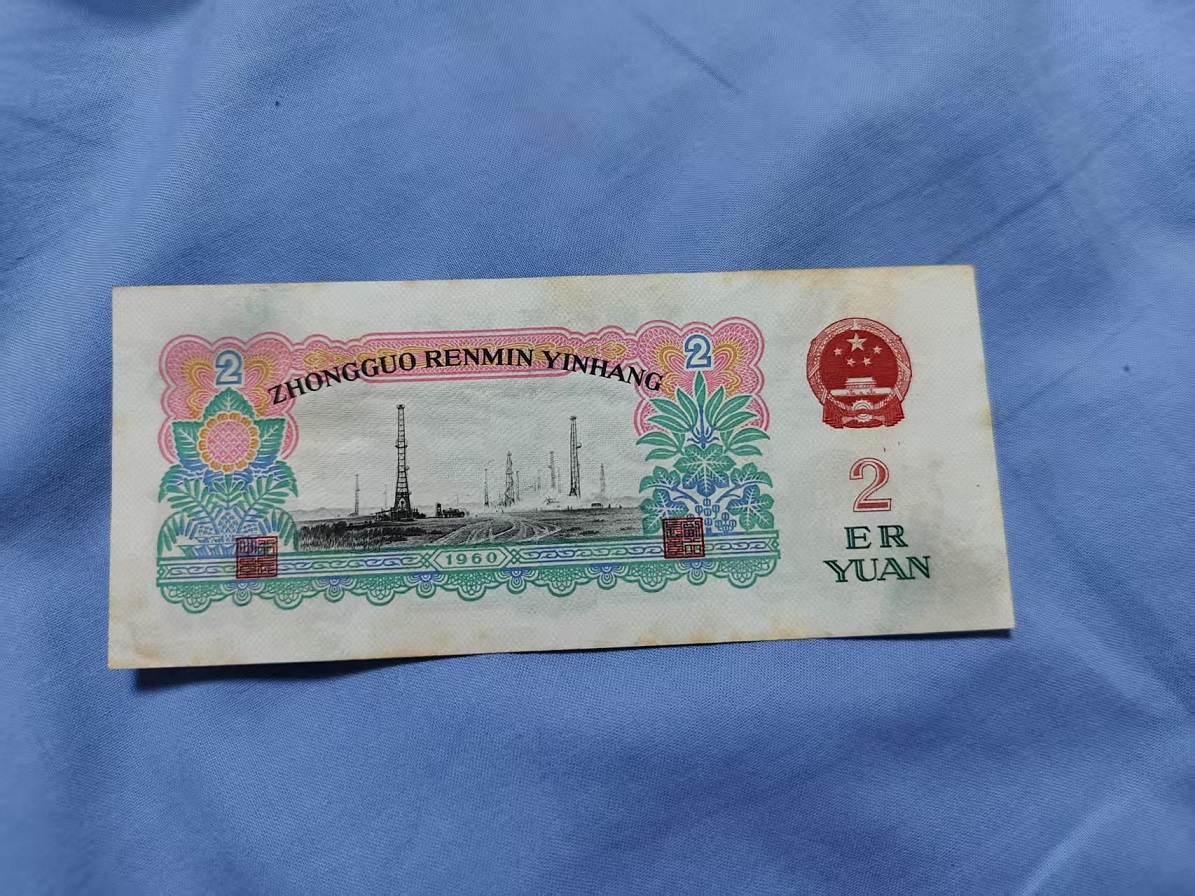 ZHONGGUO RENMIN YINHANG
2
2
1960
2
ER
YUAN